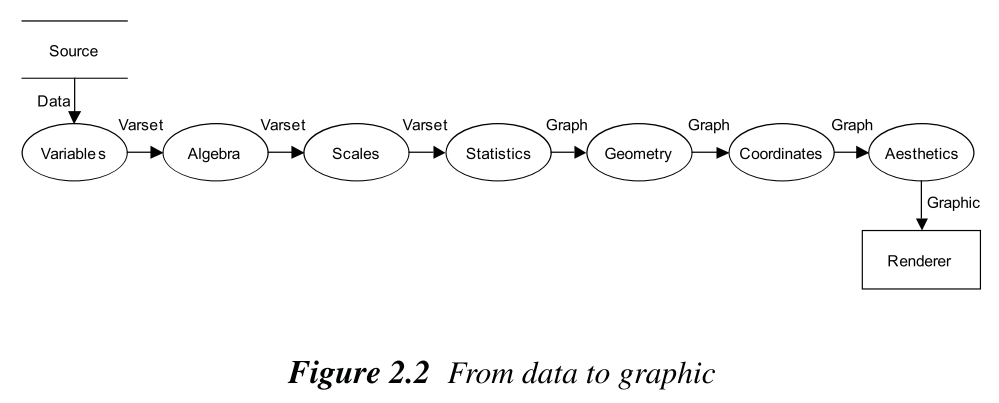 Source
Data
Varset Varset Varset Graph Graph Graph
Variables Algebra Scales Statistics Geometry Coordinates Aesthetics
Graphic
Renderer
Figure 2.2 From data to graphic